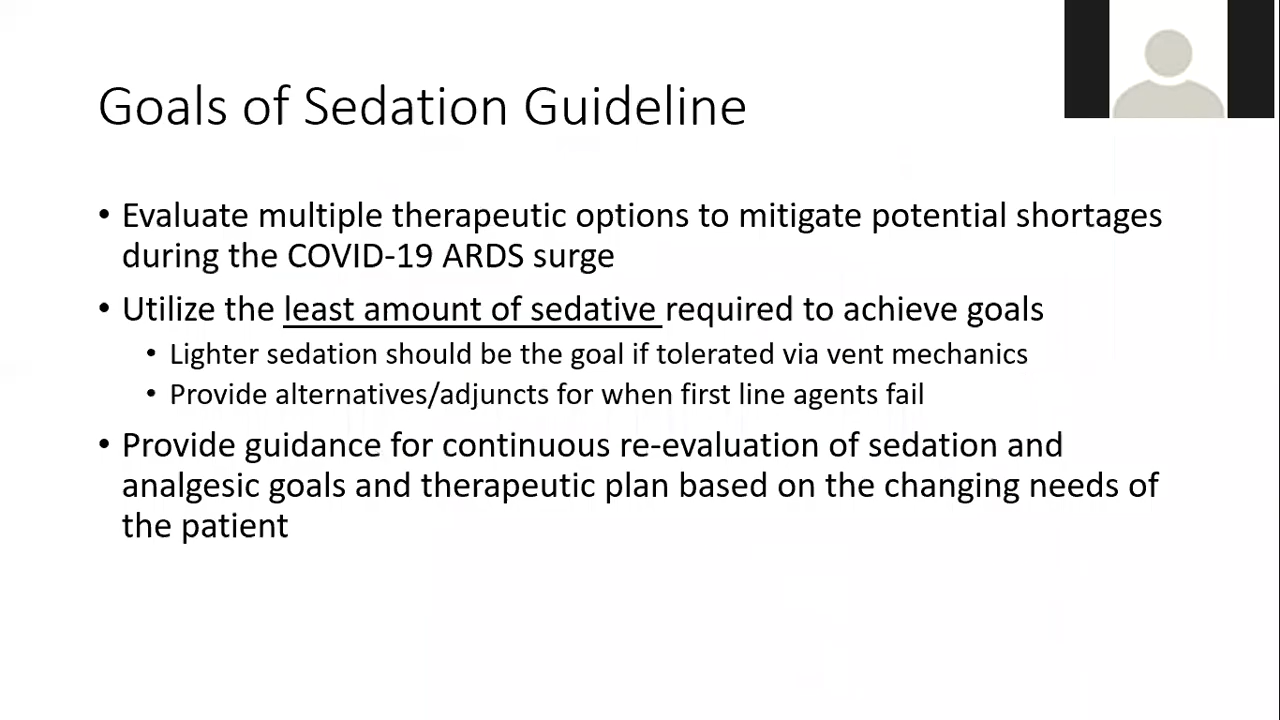 Goals of Sedation Guideline
• Evaluate multiple therapeutic options to mitigate potential shortages
during the COVID-19 ARDS surge
• Utilize the least amount of sedative required to achieve goals
• Lighter sedation should be the goal if tolerated via vent mechanics
• Provide alternatives/adjuncts for when first line agents fail
• Provide guidance for continuous re-evaluation of sedation and
analgesic goals and therapeutic plan based on the changing needs of
the patient